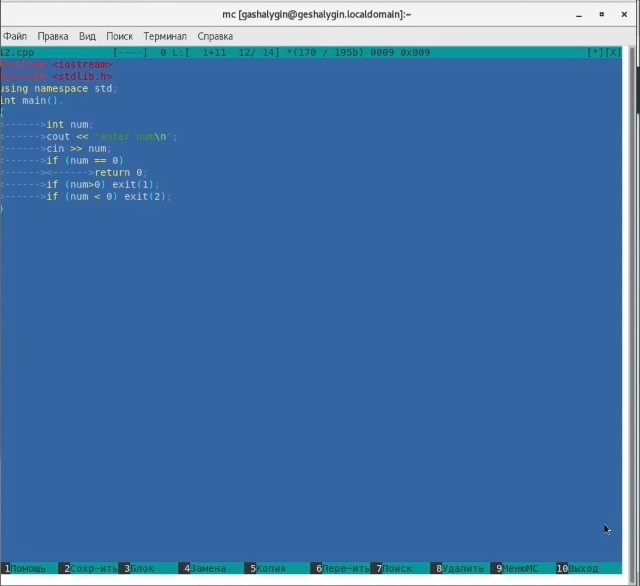 mc [gashalygin@geshalygin.localdomain]:~
Файл Правка Вид Поиск Терминал Справка
12.cpp [----] 0 L:[ 1+11 12/ 14] *(170 / 195b) 0009 0x009 [*][X]
#include <iostream>
#include <stdlib.h>
using namespace std;
int main().
{
<------>int num;
<------>cout << "enter num\n";
<------>cin >> num;
<------>if (num == 0)
<------><------>return 0;
<------>if (num>0) exit(1);
<------>if (num < 0) exit(2);
}
1Помощь 2Сохр~ить 3Блок 4Замена 5Копия 6Пере~ить 7Поиск 8Удалить 9МенюMC 10Выход